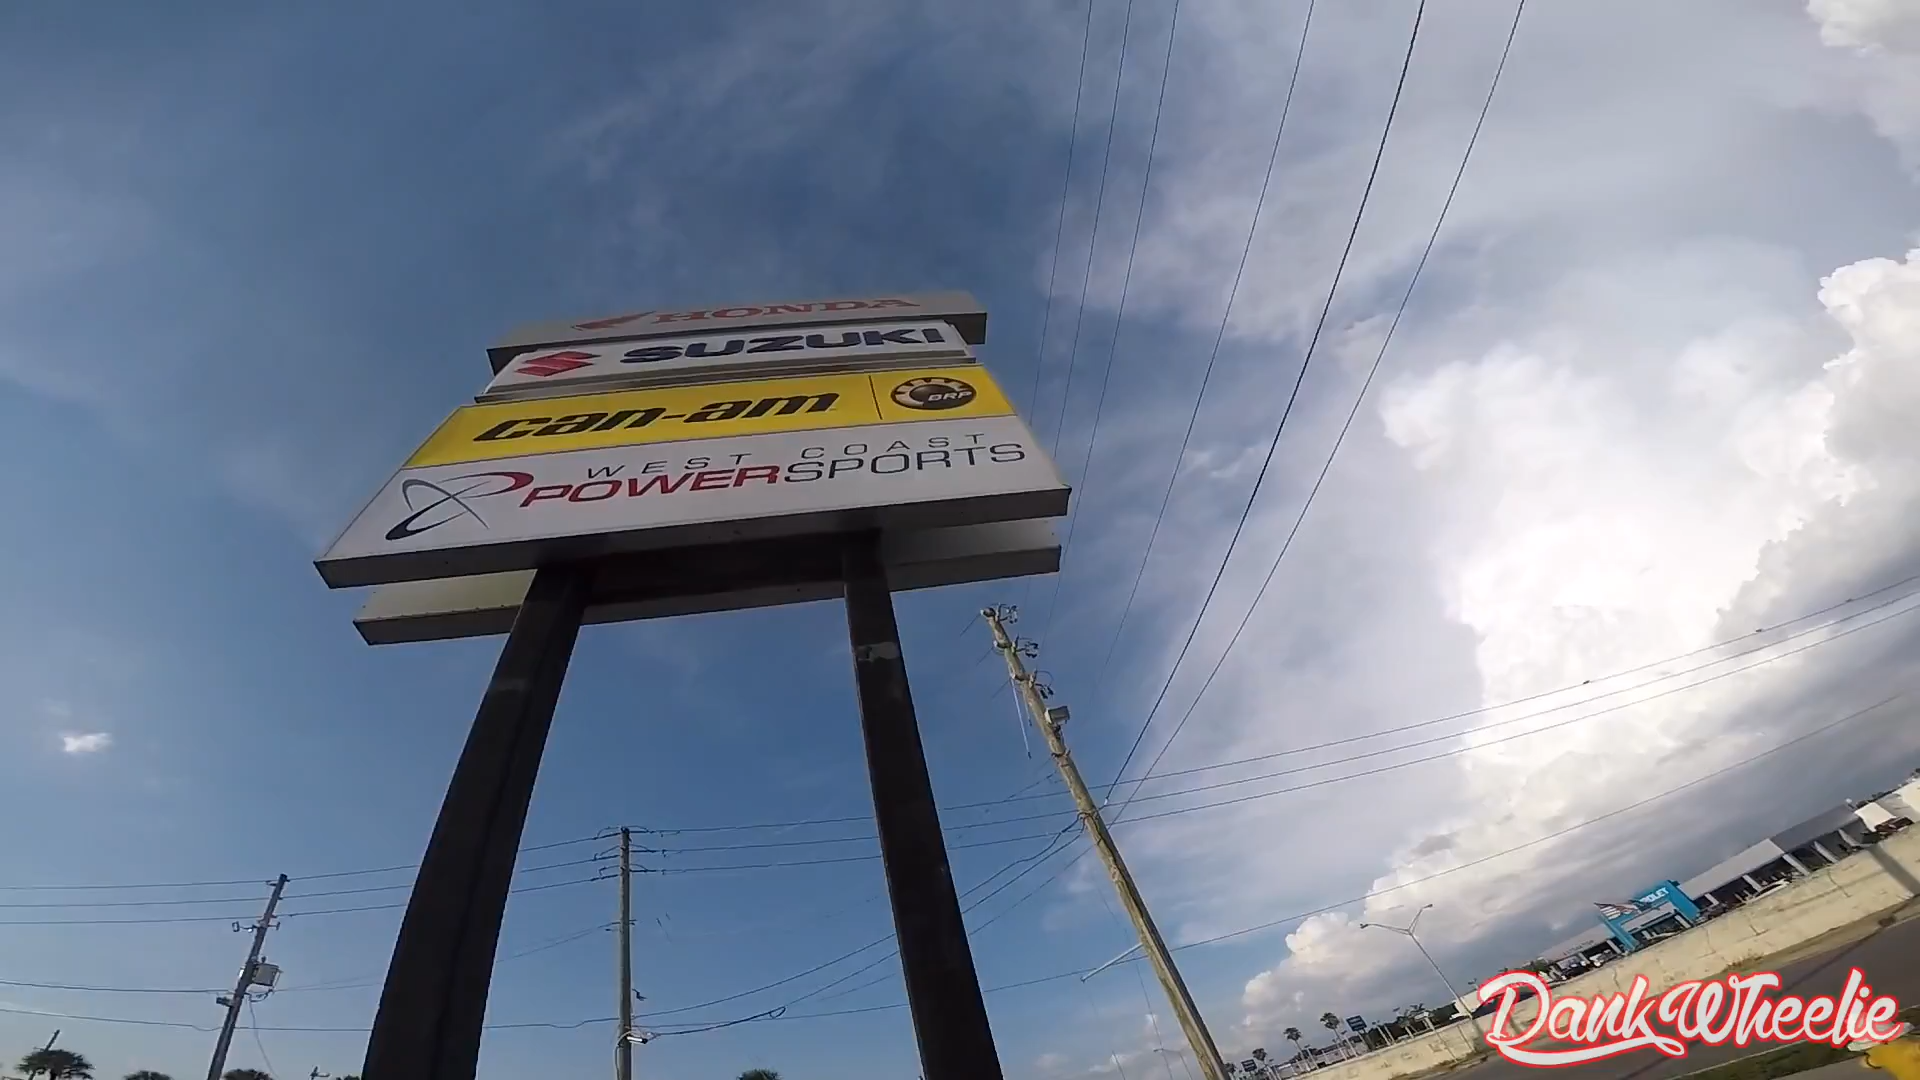 HONDA
SUZUKI
can-am
BRP
WEST COAST
POWERSPORTS
DankWheelie